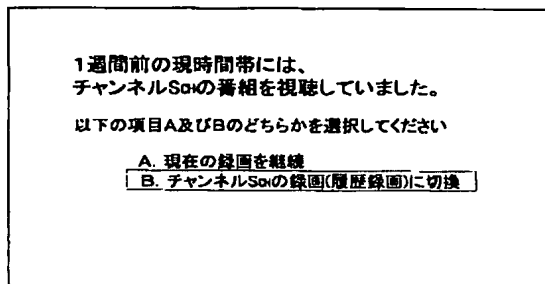 1週間前の現時間帯には、
チャンネルSCHの番組を視聴していました。
以下の項目A及びBのどちらかを選択してください
A. 現在の録画を継続
B. チャンネルSCHの録画(履歴録画)に切換